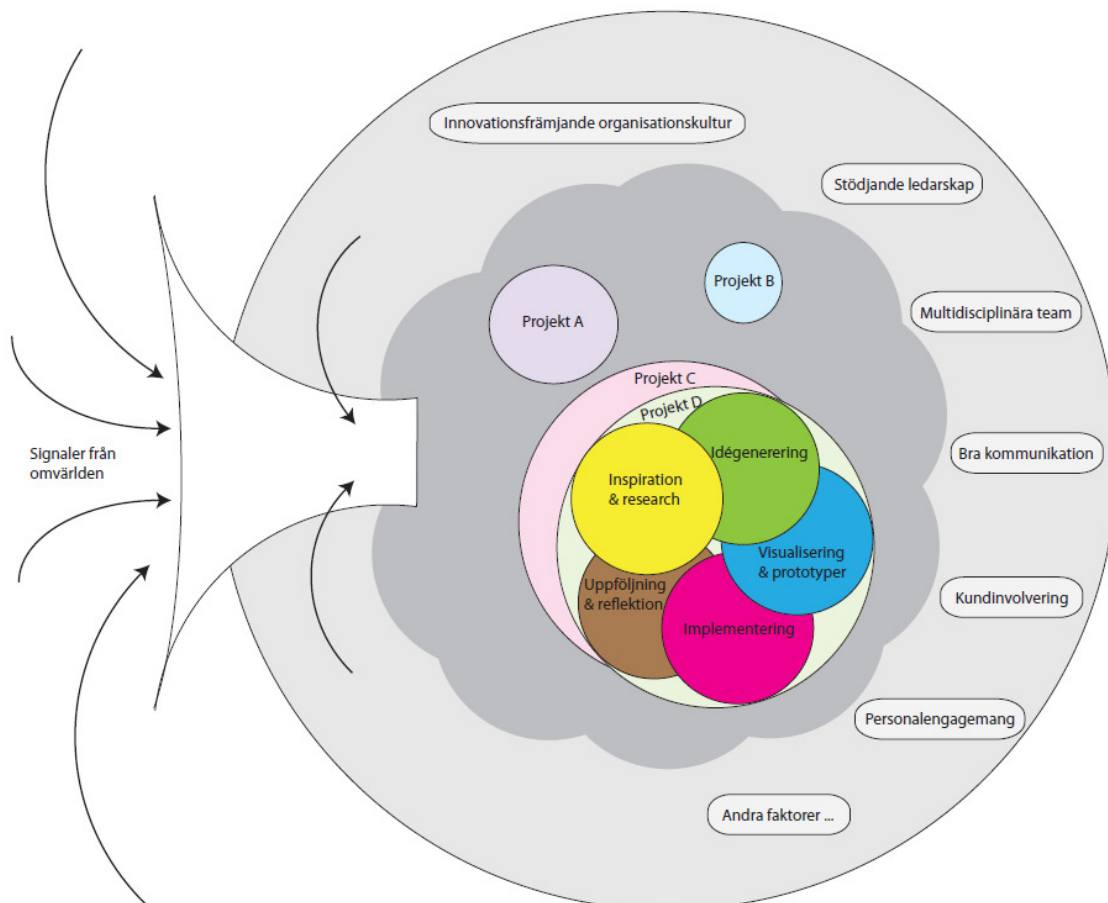 Innovationsfrämjande organisationskultur
Stödjande ledarskap
Projekt B
Multidisciplinära team
Projekt A
Projekt C
Projekt D
Signaler från
omvärlden
Idégenerering
Bra kommunikation
Inspiration
& research
Visualisering
& prototyper
Uppföljning
& reflektion
Kundinvolvering
Implementering
Personalengagemang
Andra faktorer ...